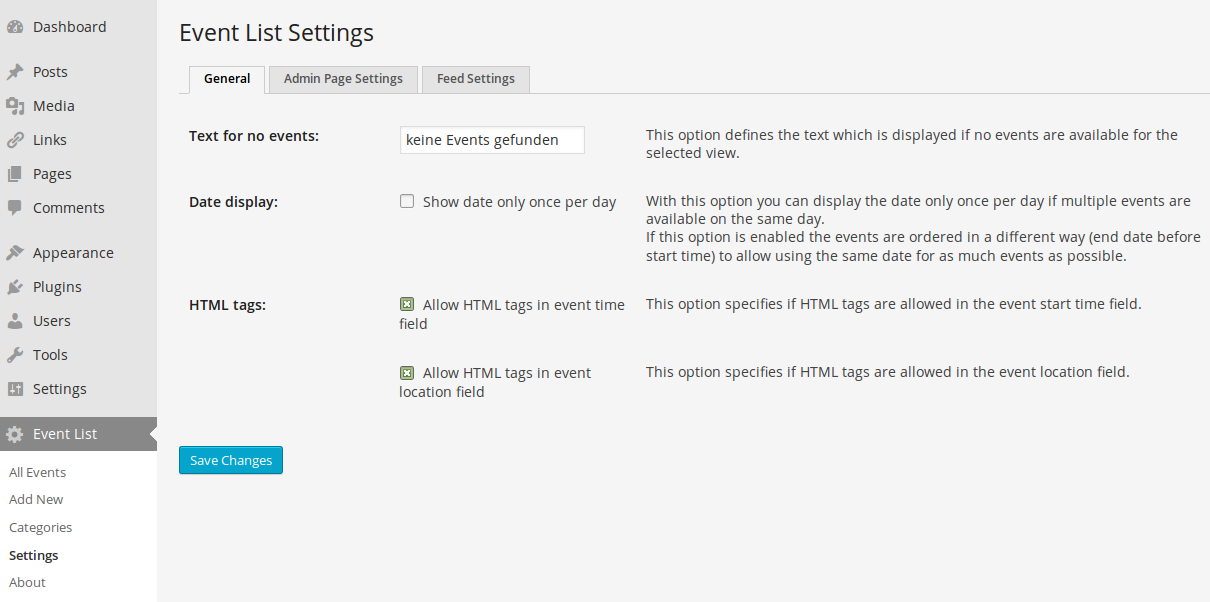 Dashboard
Posts
Media
Links
Pages
Comments
Appearance
Plugins
Users
Tools
Settings
Event List
All Events
Add New
Categories
Settings
About
Event List Settings
General
Admin Page Settings
Feed Settings
Text for no events:
keine Events gefunden
This option defines the text which is displayed if no events are available for the
selected view.
Date display:
Show date only once per day
With this option you can display the date only once per day if multiple events are
available on the same day.
If this option is enabled the events are ordered in a different way (end date before
start time) to allow using the same date for as much events as possible.
HTML tags:
Allow HTML tags in event time
field
This option specifies if HTML tags are allowed in the event start time field.
Allow HTML tags in event
location field
This option specifies if HTML tags are allowed in the event location field.
Save Changes